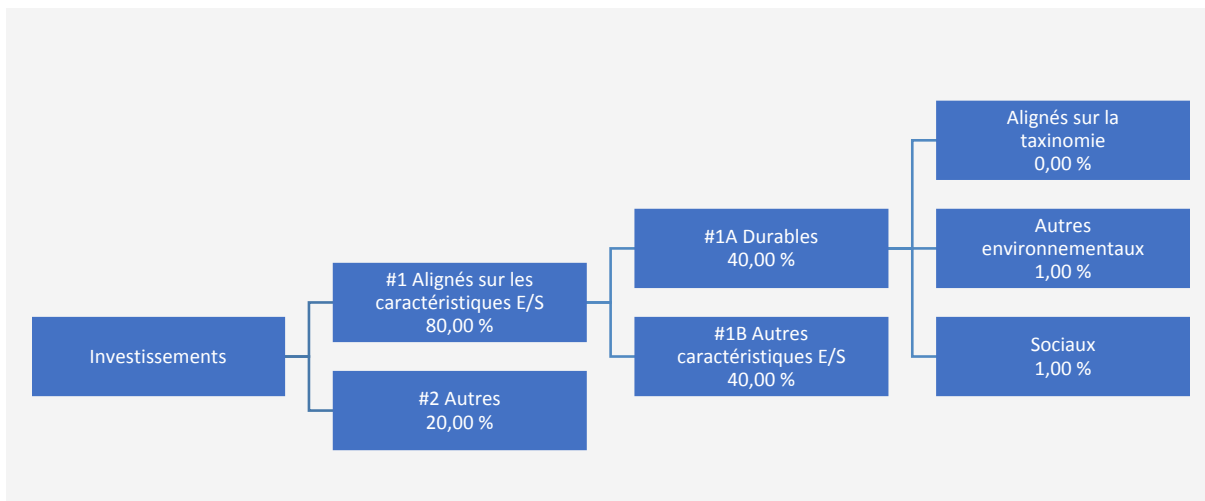 Investissements
#1 Alignés sur les
caractéristiques E/S
80,00 %
#2 Autres
20,00 %
#1A Durables
40,00 %
#1B Autres
caractéristiques E/S
40,00 %
Alignés sur la
taxinomie
0,00 %
Autres
environnementaux
1,00 %
Sociaux
1,00 %